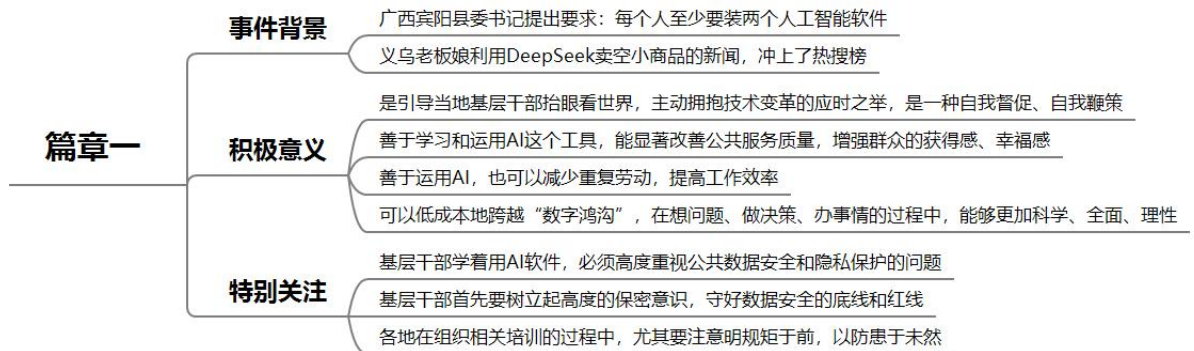 篇章一
事件背景
广西宾阳县委书记提出要求：每个人至少要装两个人工智能软件
义乌老板娘利用DeepSeek卖空小商品的新闻，冲上了热搜榜
积极意义
是引导当地基层干部抬眼看世界，主动拥抱技术变革的应时之举，是一种自我督促、自我鞭策
善于学习和运用AI这个工具，能显著改善公共服务质量，增强群众的获得感、幸福感
善于运用AI，也可以减少重复劳动，提高工作效率
可以低成本地跨越“数字鸿沟”，在想问题、做决策、办事情的过程中，能够更加科学、全面、理性
特别关注
基层干部学着用AI软件，必须高度重视公共数据安全和隐私保护的问题
基层干部首先要树立起高度的保密意识，守好数据安全的底线和红线
各地在组织相关培训的过程中，尤其要注意明规矩于前，以防患于未然